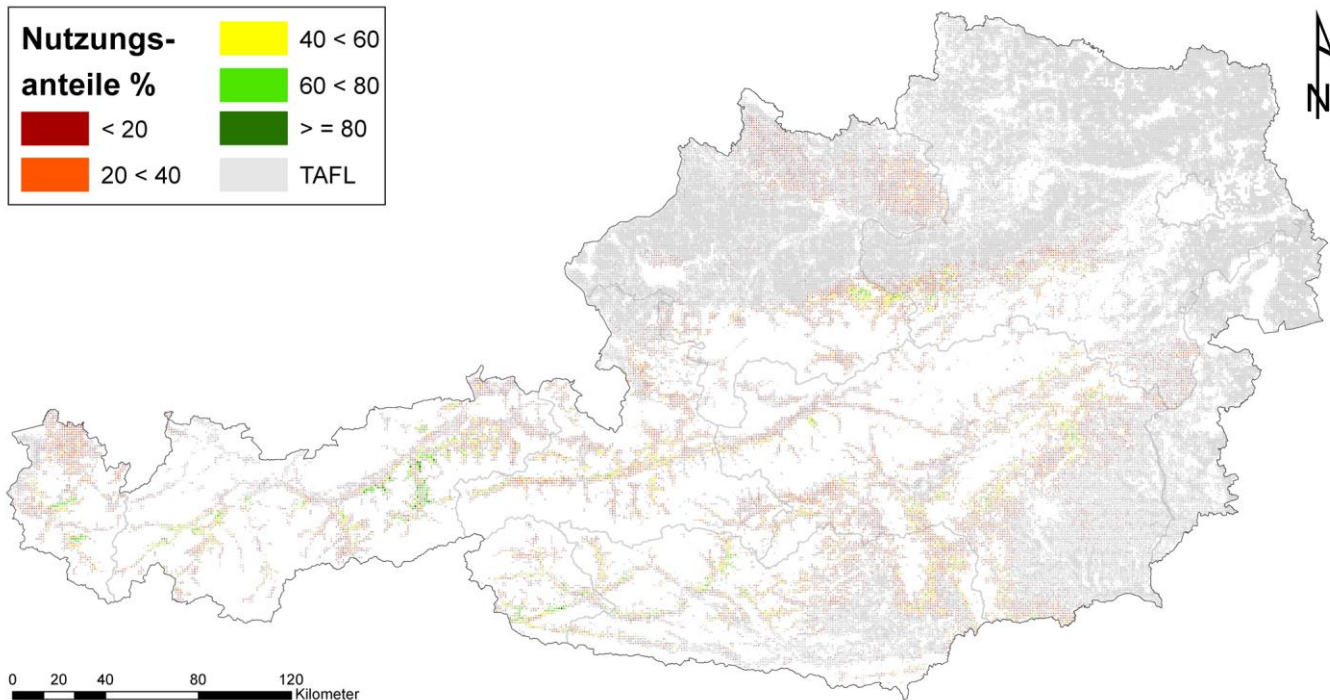 Nutzungs-
anteile %
< 20
20 < 40
40 < 60
60 < 80
> = 80
TAFL
N
0 20 40 80 120
Kilometer